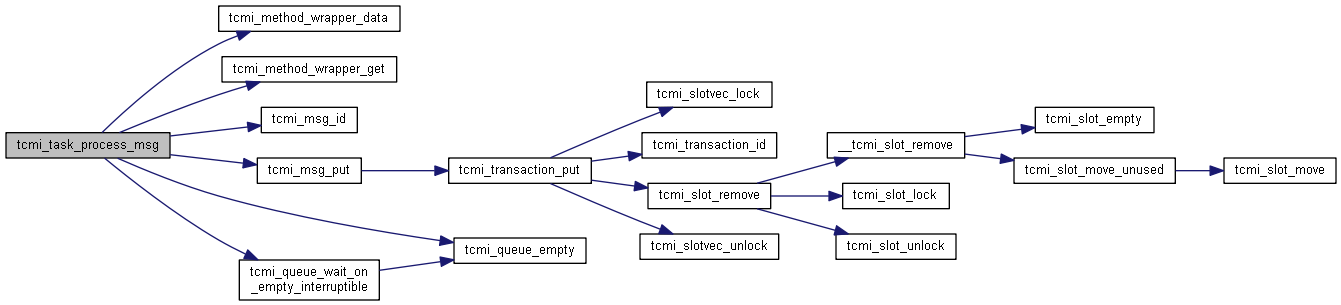 tcmi_task_process_msg
tcmi_method_wrapper_data
tcmi_method_wrapper_get
tcmi_msg_id
tcmi_msg_put
tcmi_queue_wait_on
_empty_interruptible
tcmi_queue_empty
tcmi_transaction_put
tcmi_slotvec_lock
tcmi_transaction_id
tcmi_slot_remove
tcmi_slotvec_unlock
__tcmi_slot_remove
tcmi_slot_lock
tcmi_slot_unlock
tcmi_slot_empty
tcmi_slot_move_unused
tcmi_slot_move